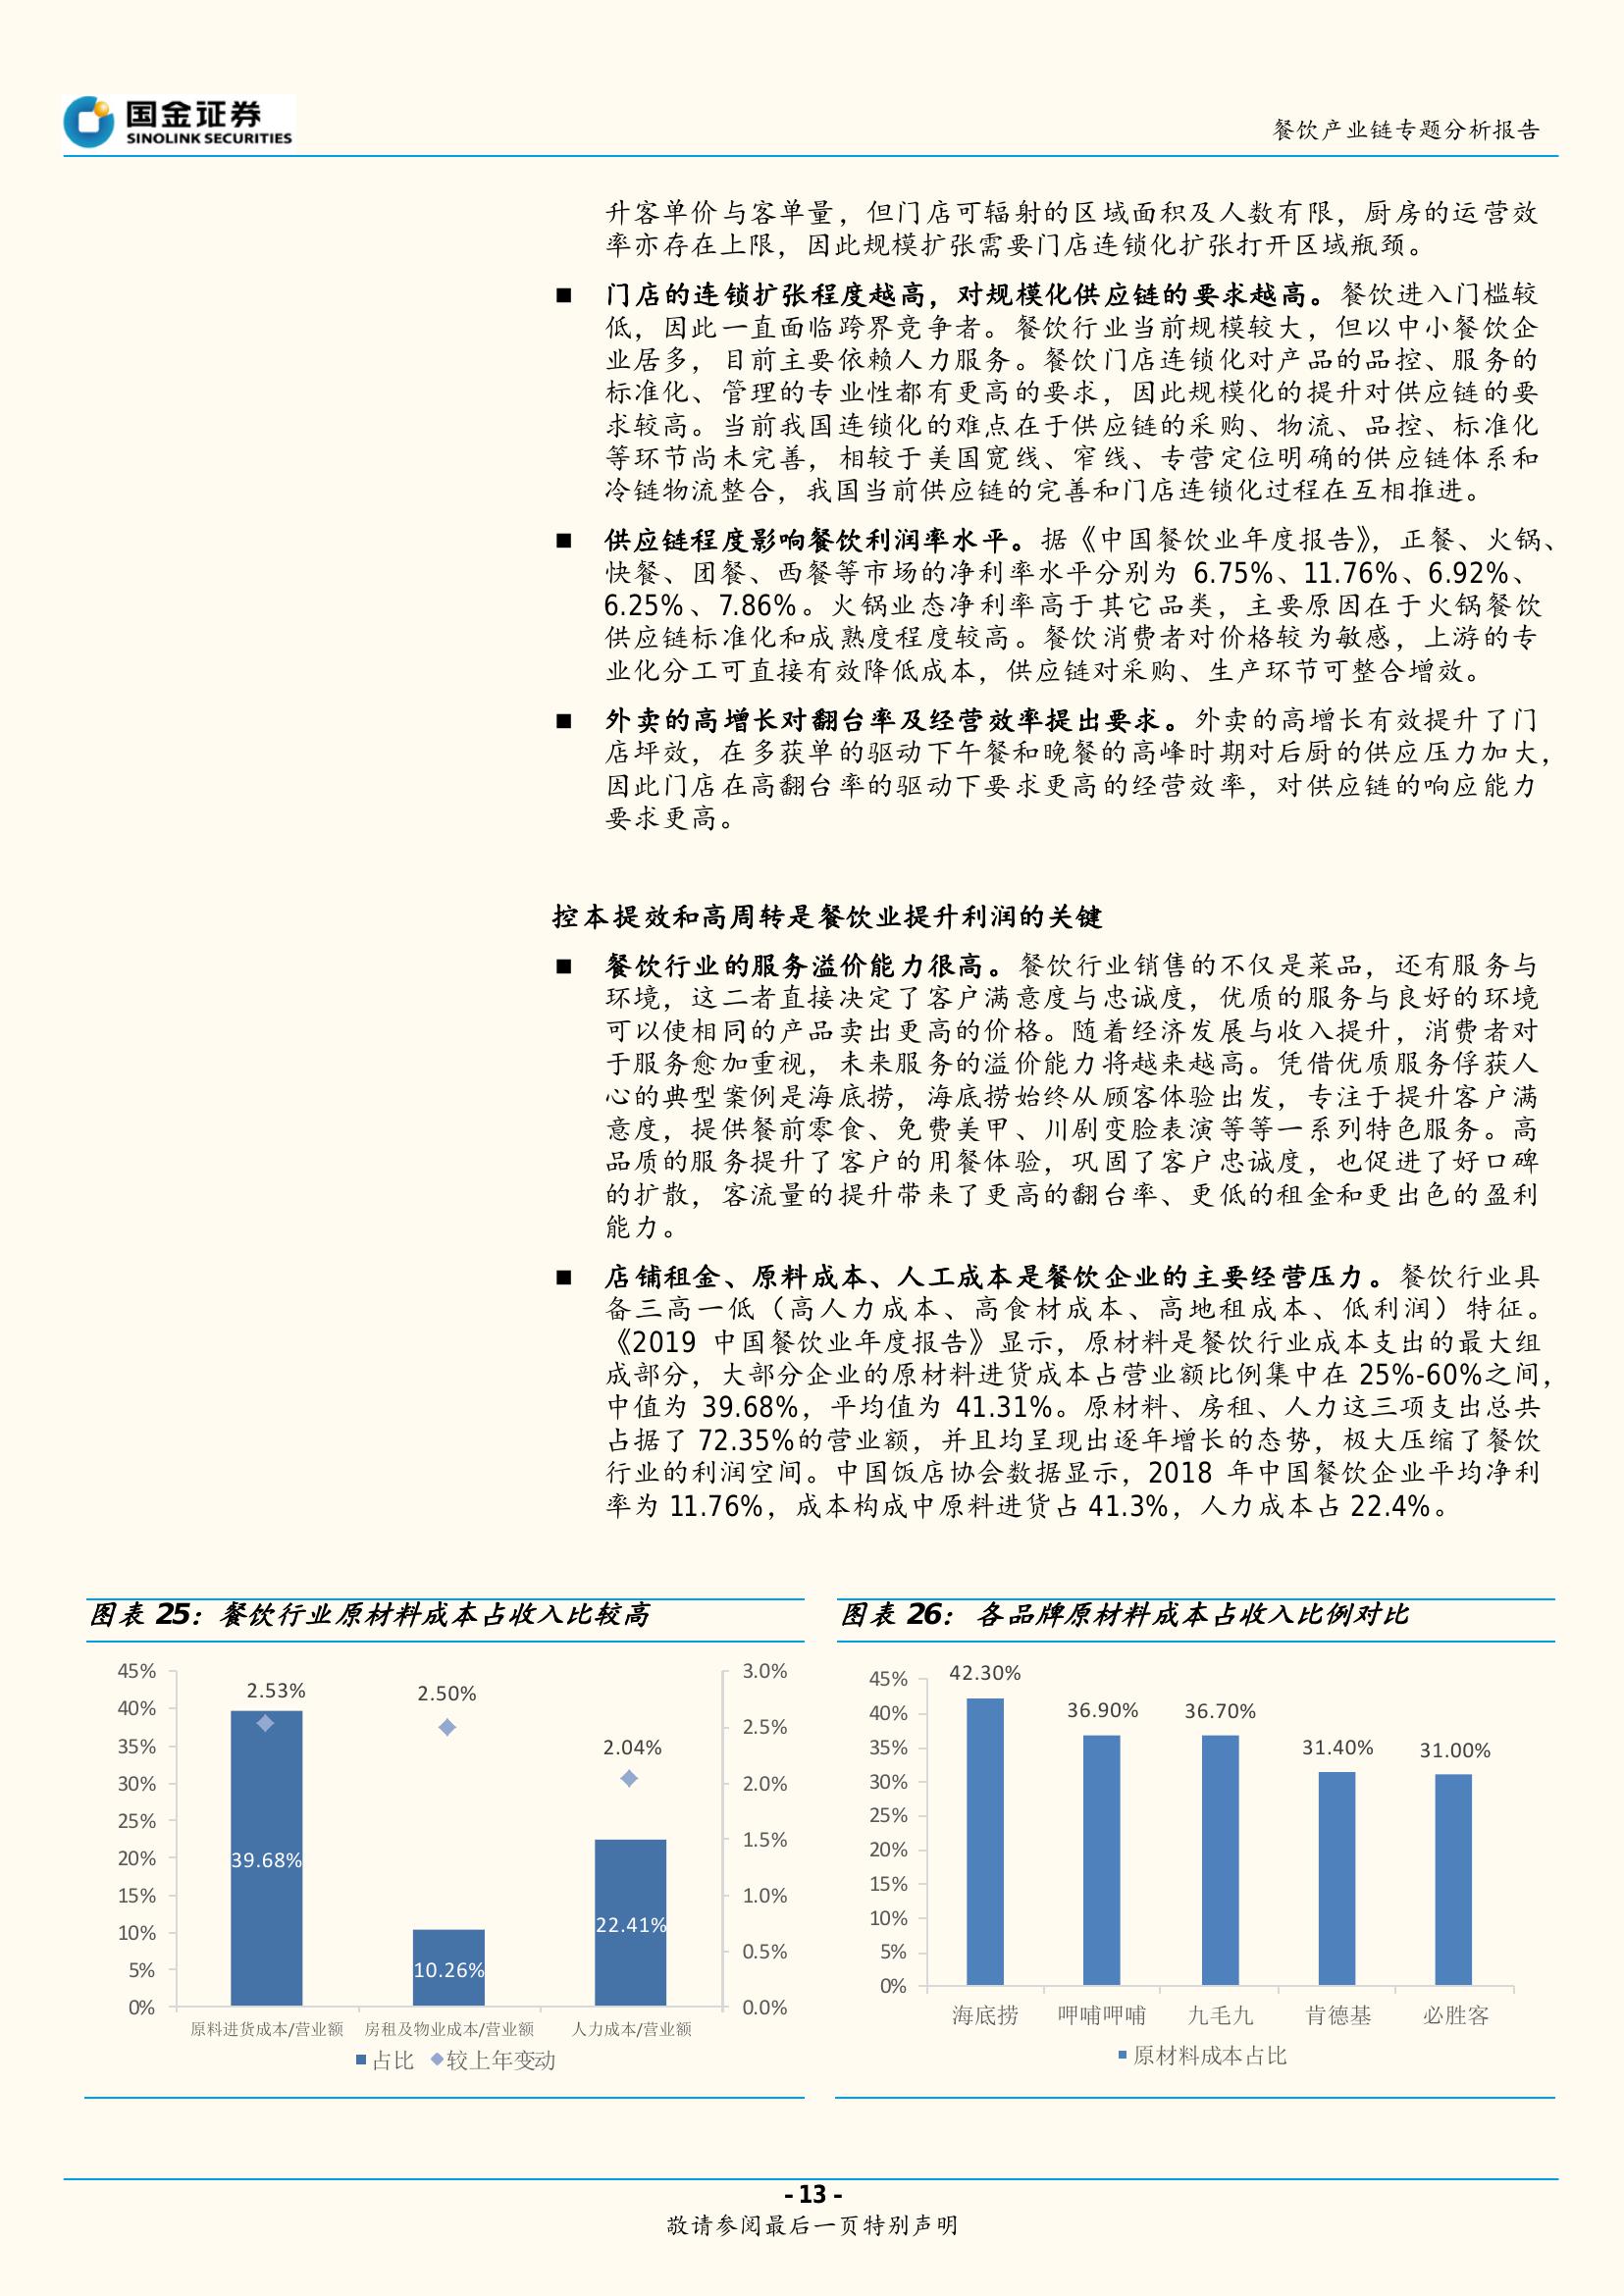 国金证券
SINOLINK SECURITIES
餐饮产业链专题分析报告
升客单价与客单量，但门店可辐射的区域面积及人数有限，厨房的运营效
率亦存在上限，因此规模扩张需要门店连锁化扩张打开区域瓶颈。
■ 门店的连锁扩张程度越高，对规模化供应链的要求越高。餐饮进入门槛较
低，因此一直面临跨界竞争者。餐饮行业当前规模较大，但以中小餐饮企
业居多，目前主要依赖人力服务。餐饮门店连锁化对产品的品控、服务的
标准化、管理的专业性都有更高的要求，因此规模化的提升对供应链的要
求较高。当前我国连锁化的难点在于供应链的采购、物流、品控、标准化
等环节尚未完善，相较于美国宽线、窄线、专营定位明确的供应链体系和
冷链物流整合，我国当前供应链的完善和门店连锁化过程在互相推进。
■ 供应链程度影响餐饮利润率水平。据《中国餐饮业年度报告》，正餐、火锅、
快餐、团餐、西餐等市场的净利率水平分别为 6.75%、11.76%、6.92%、
6.25%、7.86%。火锅业态净利率高于其它品类，主要原因在于火锅餐饮
供应链标准化和成熟度程度较高。餐饮消费者对价格较为敏感，上游的专
业化分工可直接有效降低成本，供应链对采购、生产环节可整合增效。
■ 外卖的高增长对翻台率及经营效率提出要求。外卖的高增长有效提升了门
店坪效，在多获单的驱动下午餐和晚餐的高峰时期对后厨的供应压力加大，
因此门店在高翻台率的驱动下要求更高的经营效率，对供应链的响应能力
要求更高。
控本提效和高周转是餐饮业提升利润的关键
■ 餐饮行业的服务溢价能力很高。餐饮行业销售的不仅是菜品，还有服务与
环境，这二者直接决定了客户满意度与忠诚度，优质的服务与良好的环境
可以使相同的产品卖出更高的价格。随着经济发展与收入提升，消费者对
于服务愈加重视，未来服务的溢价能力将越来越高。凭借优质服务俘获人
心的典型案例是海底捞，海底捞始终从顾客体验出发，专注于提升客户满
意度，提供餐前零食、免费美甲、川剧变脸表演等等一系列特色服务。高
品质的服务提升了客户的用餐体验，巩固了客户忠诚度，也促进了好口碑
的扩散，客流量的提升带来了更高的翻台率、更低的租金和更出色的盈利
能力。
■ 店铺租金、原料成本、人工成本是餐饮企业的主要经营压力。餐饮行业具
备三高一低（高人力成本、高食材成本、高地租成本、低利润）特征。
《2019 中国餐饮业年度报告》显示，原材料是餐饮行业成本支出的最大组
成部分，大部分企业的原材料进货成本占营业额比例集中在 25%-60%之间，
中值为 39.68%，平均值为 41.31%。原材料、房租、人力这三项支出总共
占据了 72.35%的营业额，并且均呈现出逐年增长的态势，极大压缩了餐饮
行业的利润空间。中国饭店协会数据显示，2018 年中国餐饮企业平均净利
率为 11.76%，成本构成中原料进货占 41.3%，人力成本占 22.4%。
图表 25：餐饮行业原材料成本占收入比较高
45%
40%
35%
30%
25%
20%
15%
10%
5%
0%
2.53%
2.50%
2.04%
39.68%
10.26%
22.41%
3.0%
2.5%
2.0%
1.5%
1.0%
0.5%
0.0%
原料进货成本/营业额 房租及物业成本/营业额 人力成本/营业额
占比 较上年变动
图表 26： 各品牌原材料成本占收入比例对比
45%
40%
35%
30%
25%
20%
15%
10%
5%
0%
42.30%
36.90%
36.70%
31.40%
31.00%
海底捞 呷哺呷哺 九毛九 肯德基 必胜客
原材料成本占比
- 13 -
敬请参阅最后一页特别声明